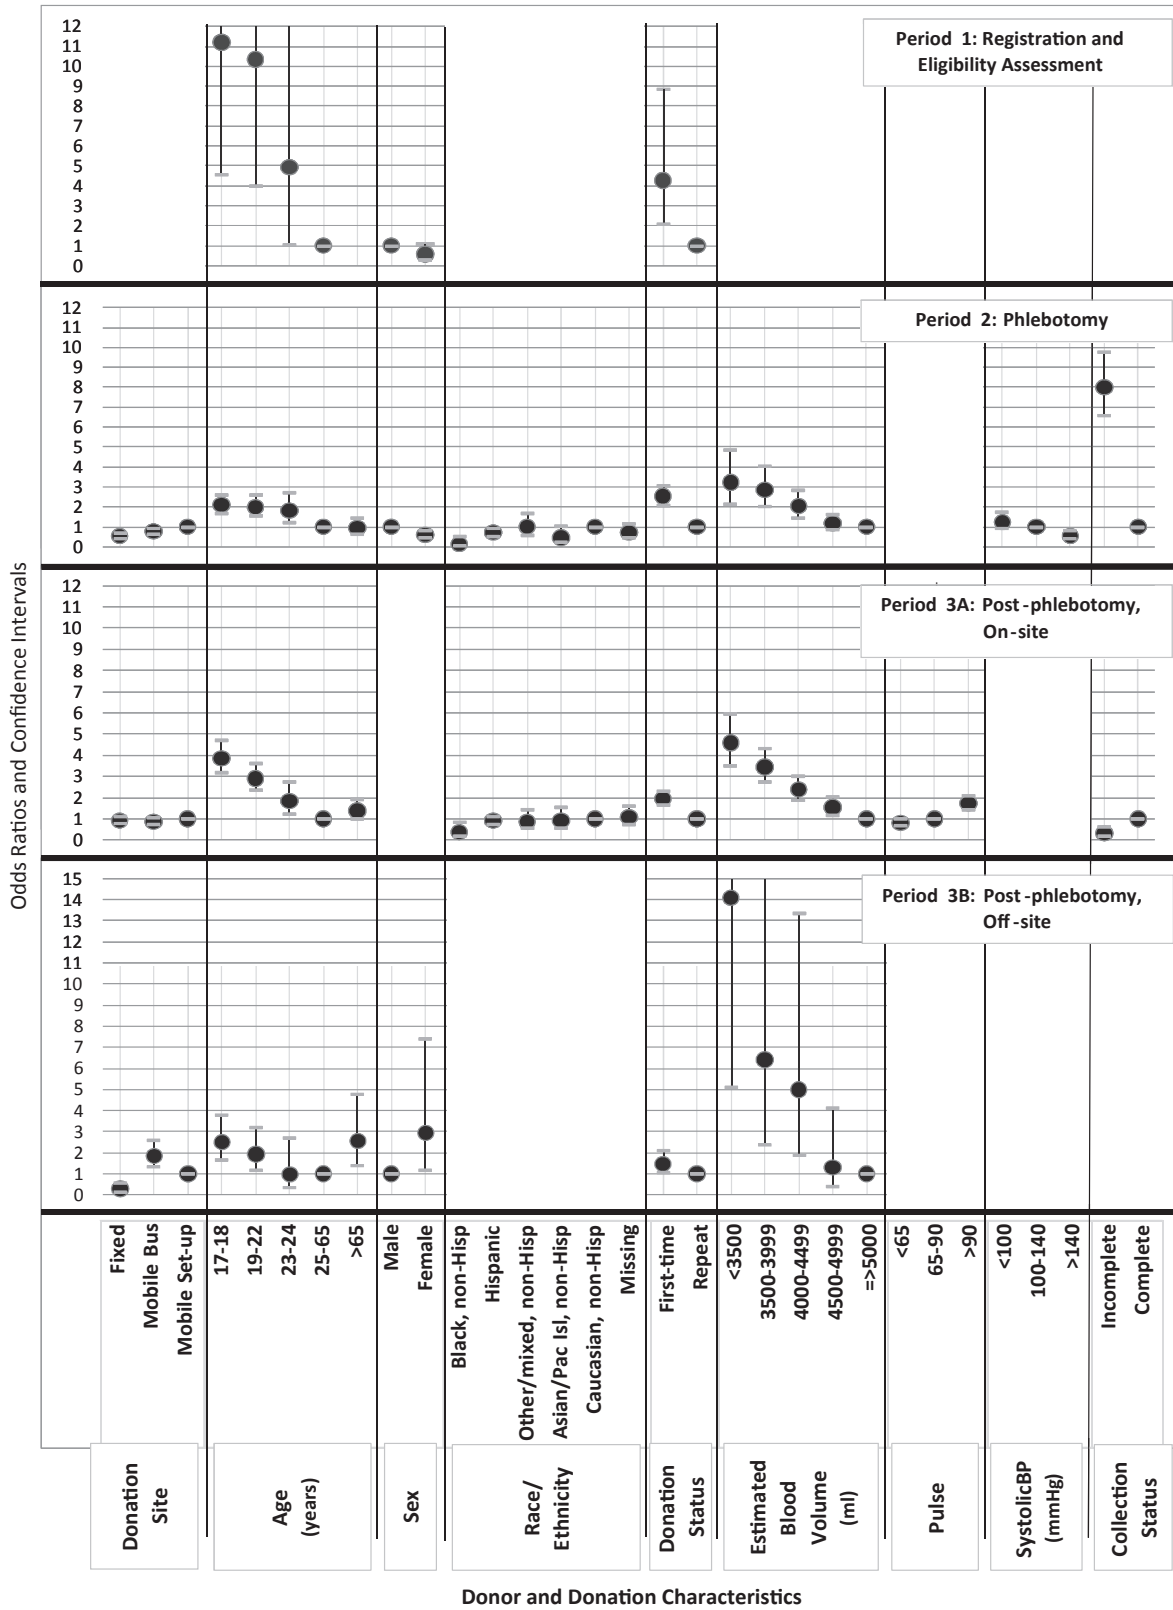 Odds Ratios and Confidence Intervals
12
11
10
9
8
7
6
5
4
3
2
1
0
Period 1: Registration and
Eligibility Assessment
12
11
10
9
8
7
6
5
4
3
2
1
0
Period 2: Phlebotomy
12
11
10
9
8
7
6
5
4
3
2
1
0
Period 3A: Post-phlebotomy,
On-site
15
14
13
12
11
10
9
8
7
6
5
4
3
2
1
0
Period 3B: Post-phlebotomy,
Off-site
Fixed
Mobile Bus
Mobile Set-up
17-18
19-22
23-24
25-65
>65
Male
Female
Black, non-Hisp
Hispanic
Other/mixed, non-Hisp
Asian/Pac Isl, non-Hisp
Caucasian, non-Hisp
Missing
First-time
Repeat
<3500
3500-3999
4000-4499
4500-4999
=>5000
<65
65-90
>90
<100
100-140
>140
Incomplete
Complete
Donation
Site
Age
(years)
Sex
Race/
Ethnicity
Donation
Status
Estimated
Blood
Volume
(ml)
Pulse
SystolicBP
(mmHg)
Collection
Status
Donor and Donation Characteristics